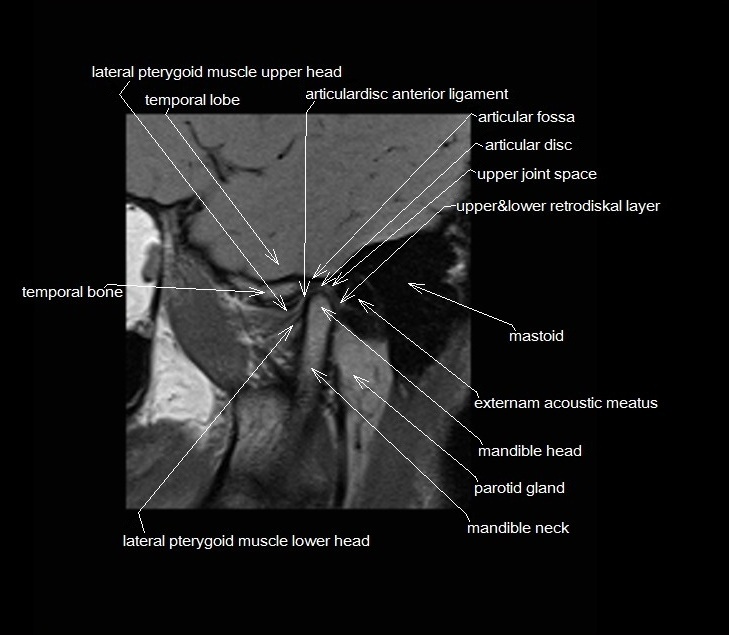 lateral pterygoid muscle upper head
temporal lobe
articulardisc anterior ligament
articular fossa
articular disc
upper joint space
upper&lower retrodiskal layer
temporal bone
mastoid
externam acoustic meatus
mandible head
parotid gland
mandible neck
lateral pterygoid muscle lower head